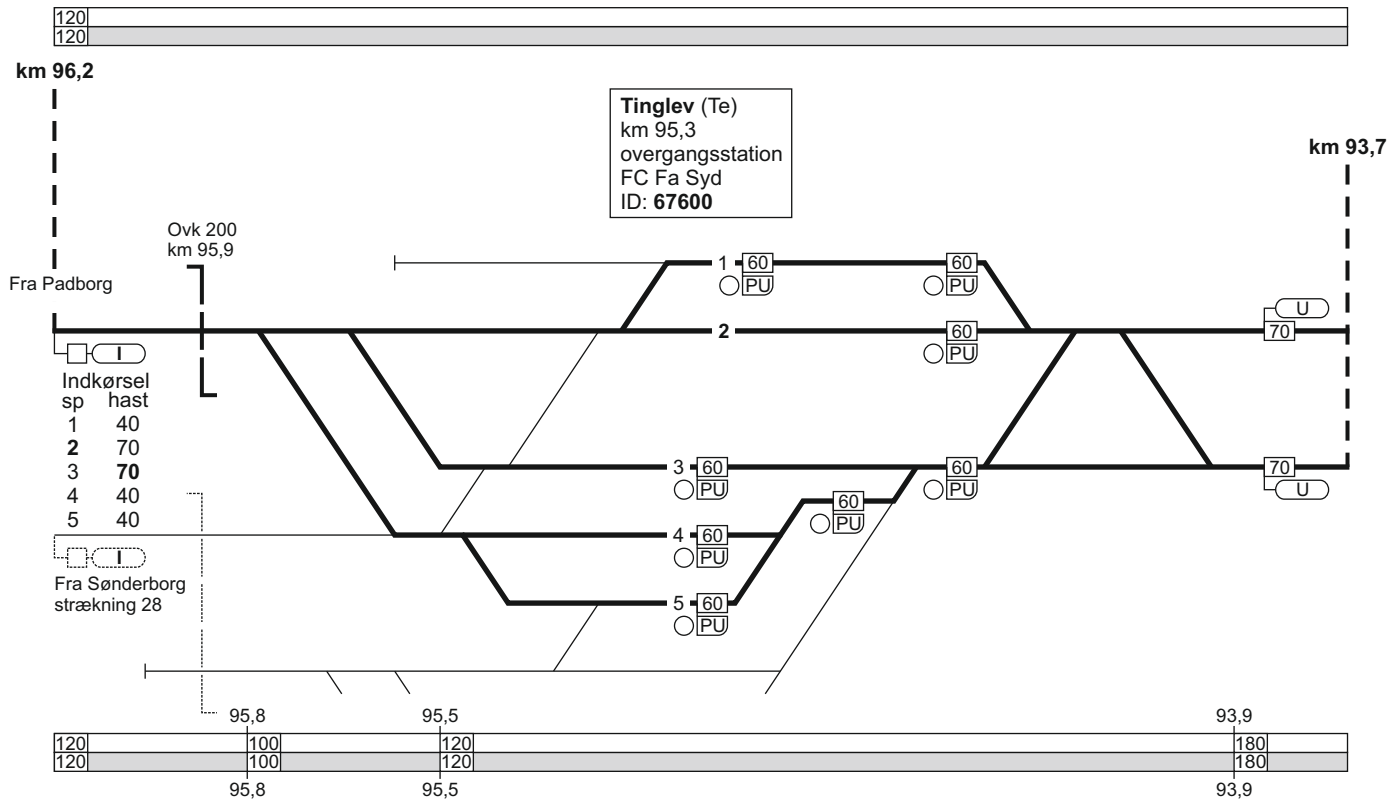 120
120
km 96,2
Tinglev (Te)
km 95,3
overgangsstation
FC Fa Syd
ID: 67600
km 93,7
Ovk 200
km 95,9
Fra Padborg
1 60 60
PU PU
U
2 60 70
PU
I
Indkørsel
sp hast
1 40
2 70
3 70
4 40
5 40
3 60 60 70
PU PU U
60
PU
4 60
PU
I
Fra Sønderborg
strækning 28
5 60
PU
95,8 95,5 93,9
120 100 120 180
120 100 120 180
95,8 95,5 93,9